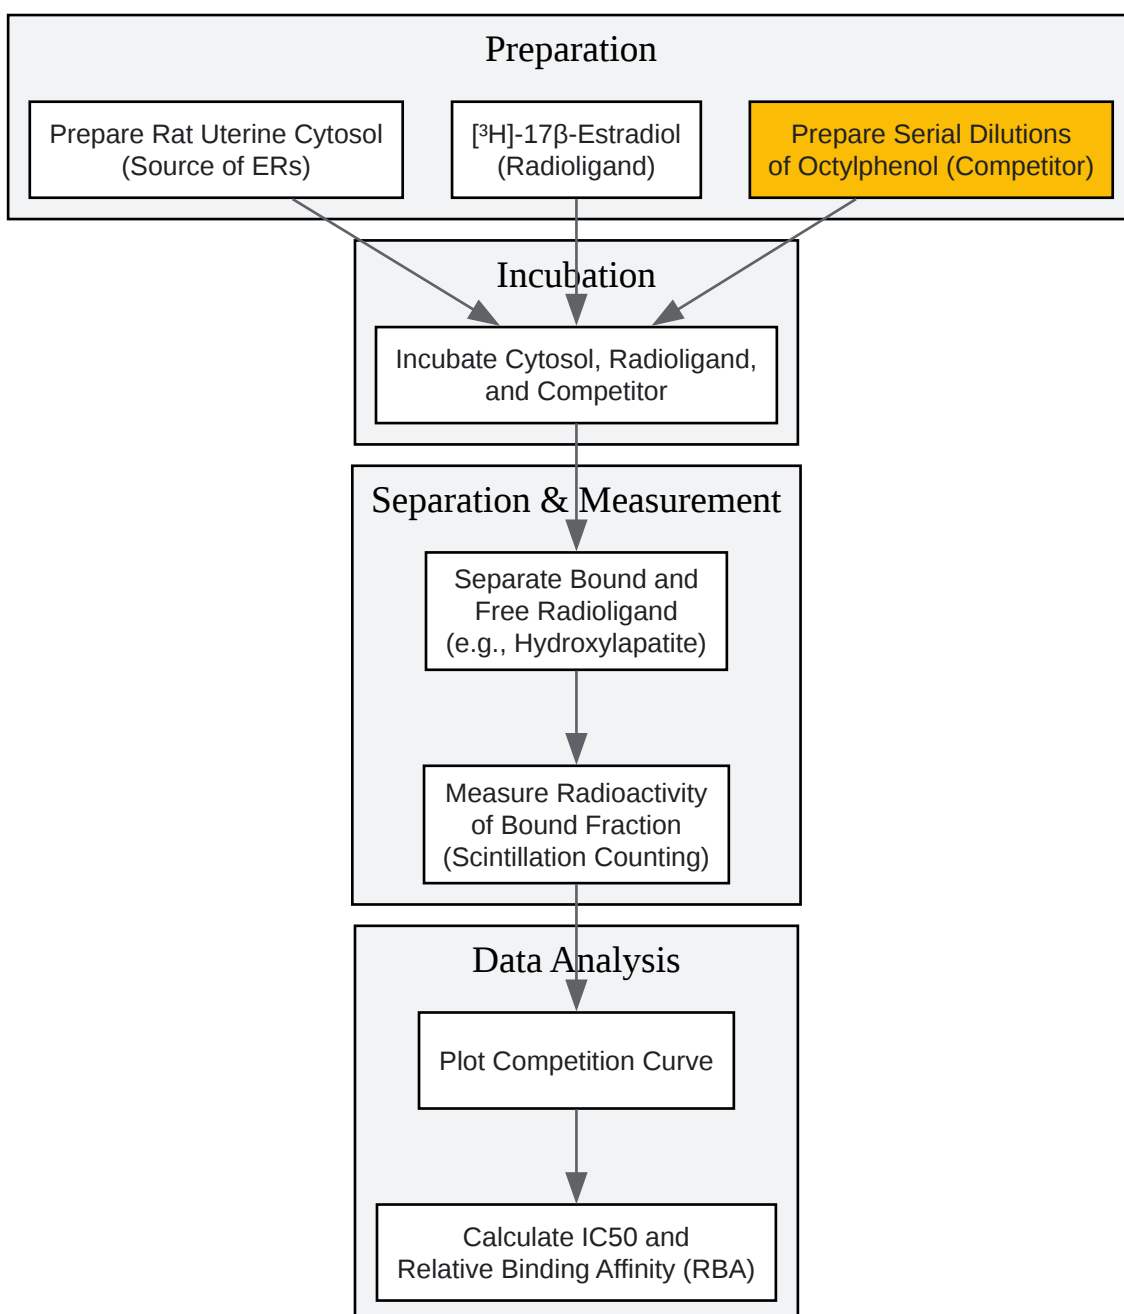 Preparation
Prepare Rat Uterine Cytosol
(Source of ERs)
[³H]-17β-Estradiol
(Radioligand)
Prepare Serial Dilutions
of Octylphenol (Competitor)
Incubation
Incubate Cytosol, Radioligand,
and Competitor
Separation & Measurement
Separate Bound and
Free Radioligand
(e.g., Hydroxylapatite)
Measure Radioactivity
of Bound Fraction
(Scintillation Counting)
Data Analysis
Plot Competition Curve
Calculate IC50 and
Relative Binding Affinity (RBA)